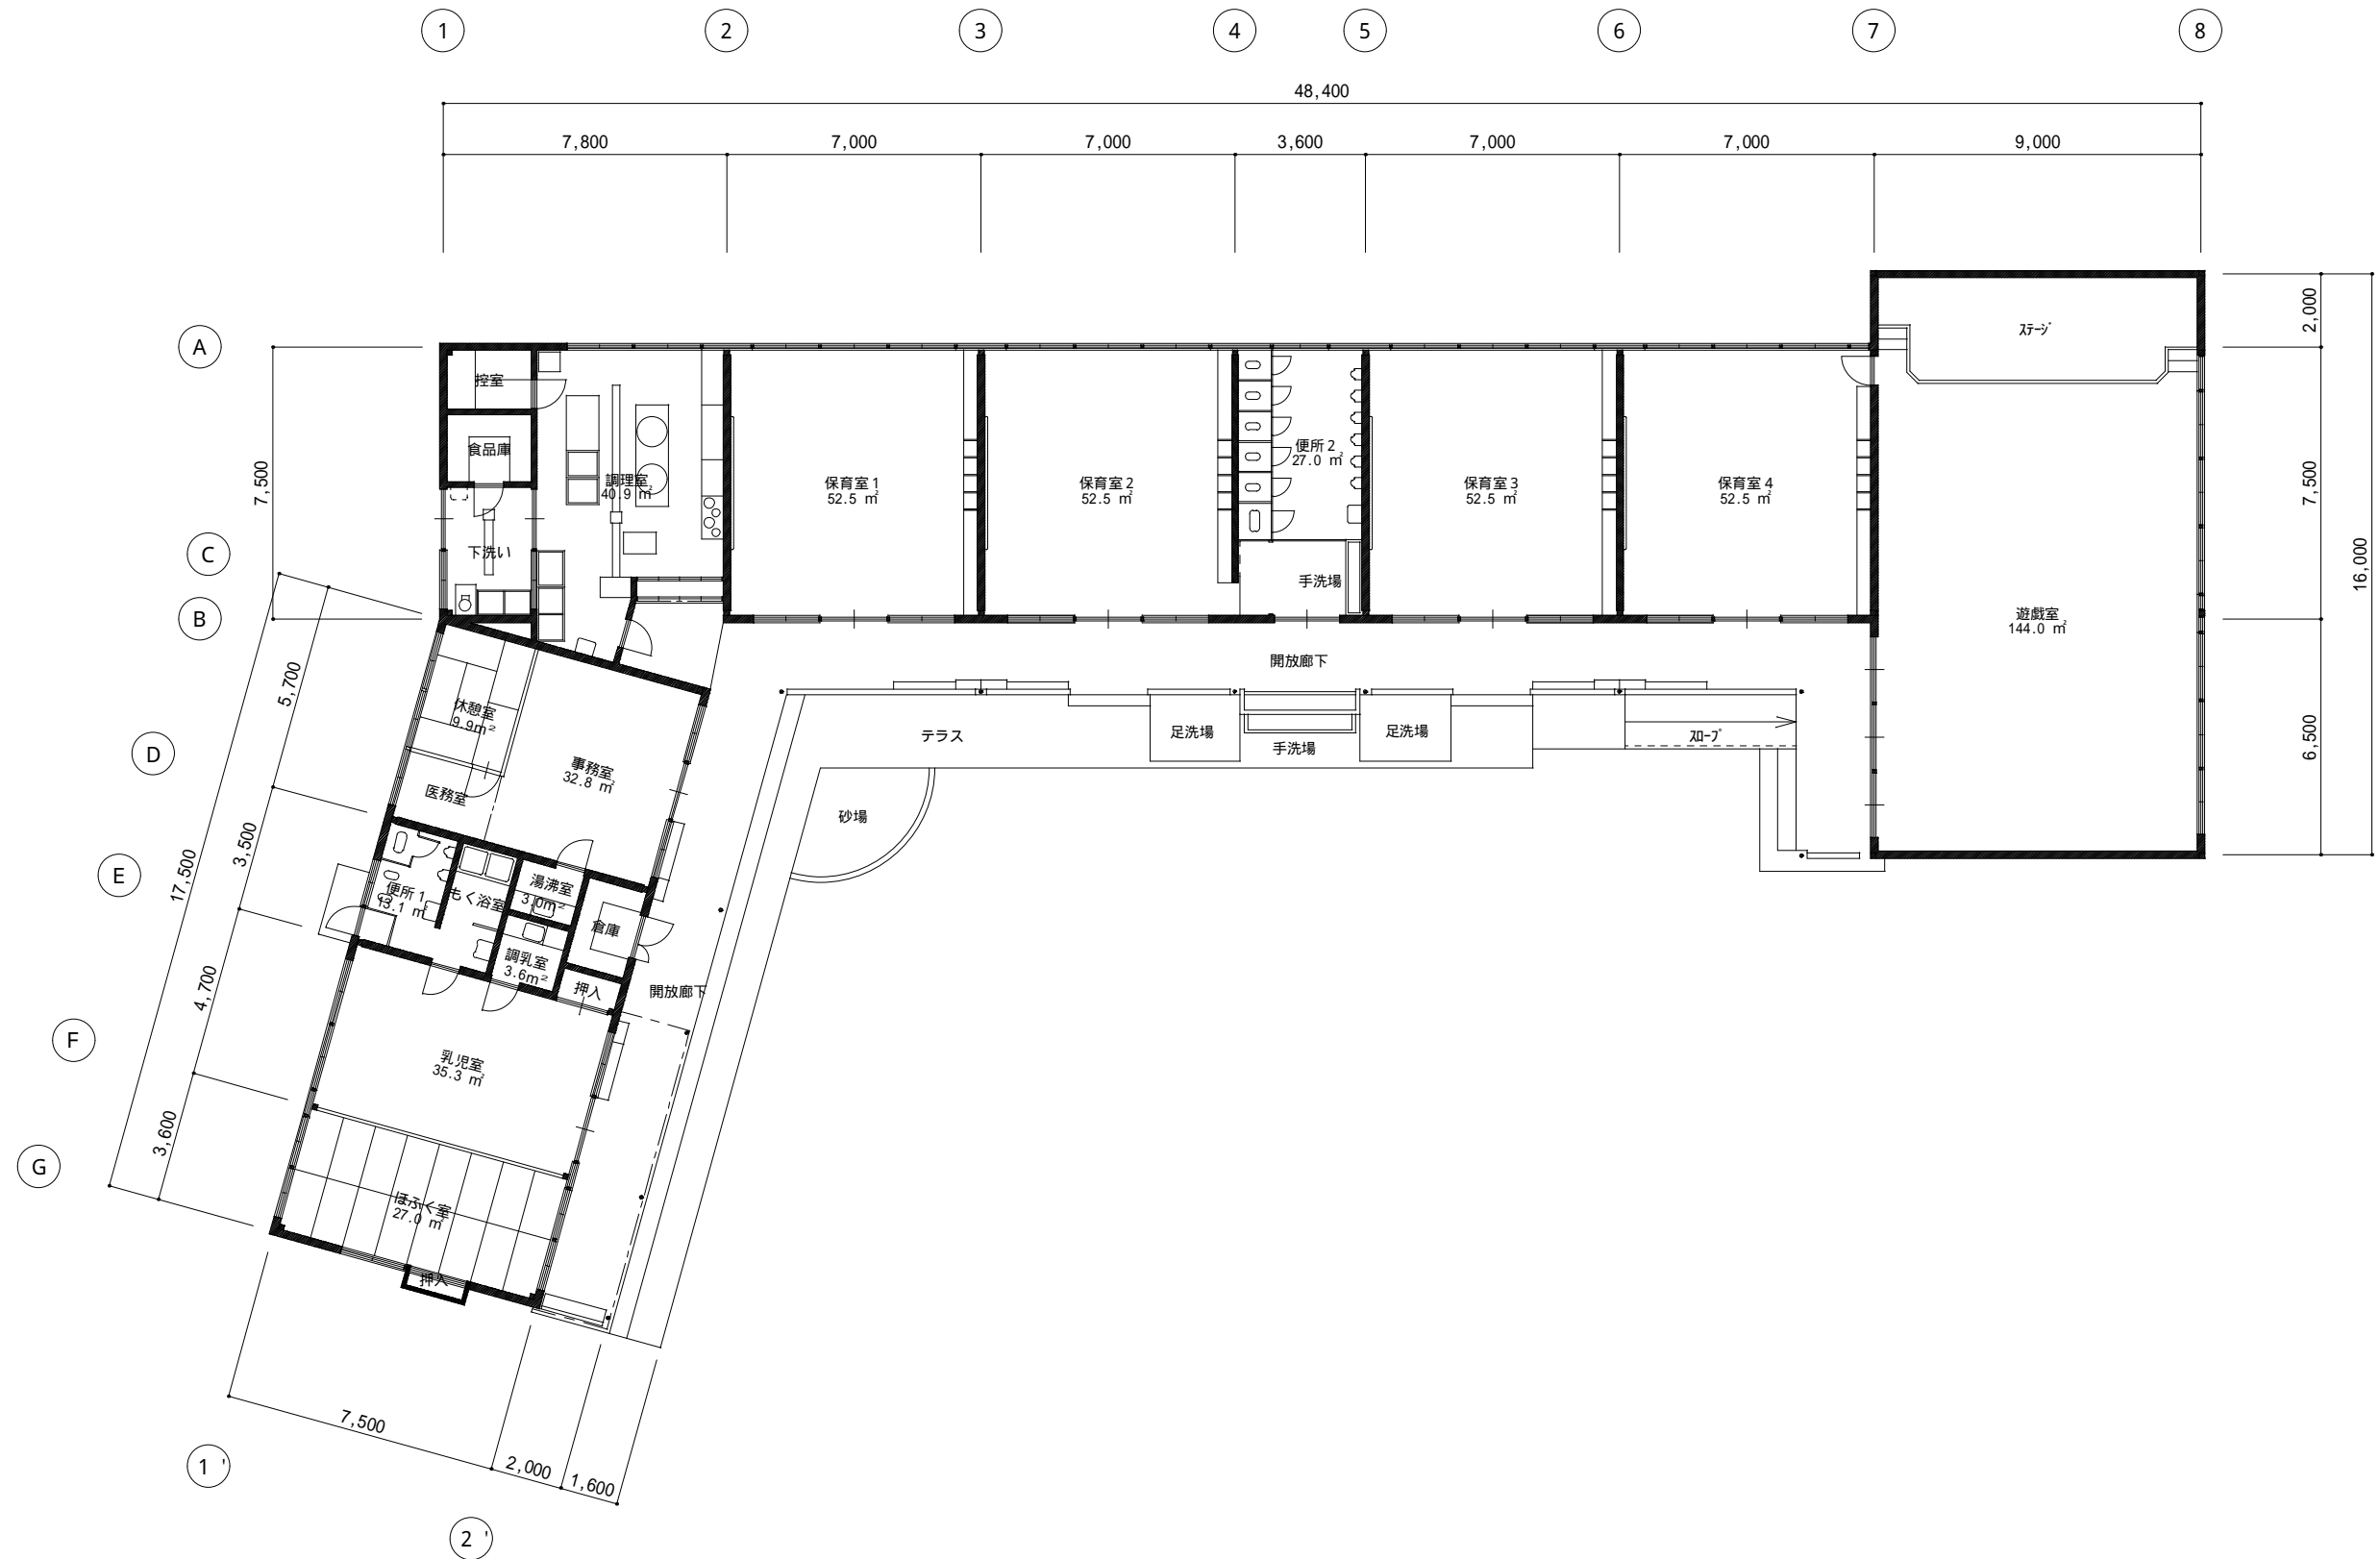 1
2
3
4
5
6
7
8
48,400
7,800
7,000
7,000
3,600
7,000
7,000
9,000
A
C
B
D
E
F
G
1 '
2 '
7,500
2,000
7,500
6,500
16,000
5,700
3,500
4,700
3,600
17,500
7,500
2,000
1,600
控室
食品庫
下洗い
調理室
40.9 ㎡
保育室1
52.5 ㎡
保育室2
52.5 ㎡
便所2
27.0 ㎡
手洗場
保育室3
52.5 ㎡
保育室4
52.5 ㎡
ｽﾃｰｼﾞ
遊戯室
144.0 ㎡
開放廊下
テラス
足洗場
手洗場
足洗場
ｽﾛｰﾌﾟ
砂場
休憩室
9.9m²
事務室
32.8 ㎡
医務室
便所1
13.1 ㎡
もく浴室
湯沸室
3.0m²
倉庫
調乳室
3.6m²
押入
開放廊下
乳児室
35.3 ㎡
ほふく室
27.0 ㎡
押入